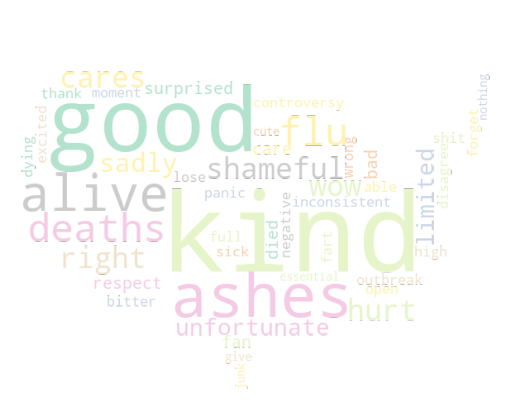 cares
surprised
thank
moment
nothing
good
controversy
excited
cute
flu
forget
shit
dying
sadly
care
wrong
bad
disagree
shameful
limited
alive
lose
panic
wow
able
inconsistent
kind
negative
deaths
died
full
fart
right
sick
high
respect
essential
outbreak
open
ashes
bitter
hurt
unfortunate
fan
give
junk